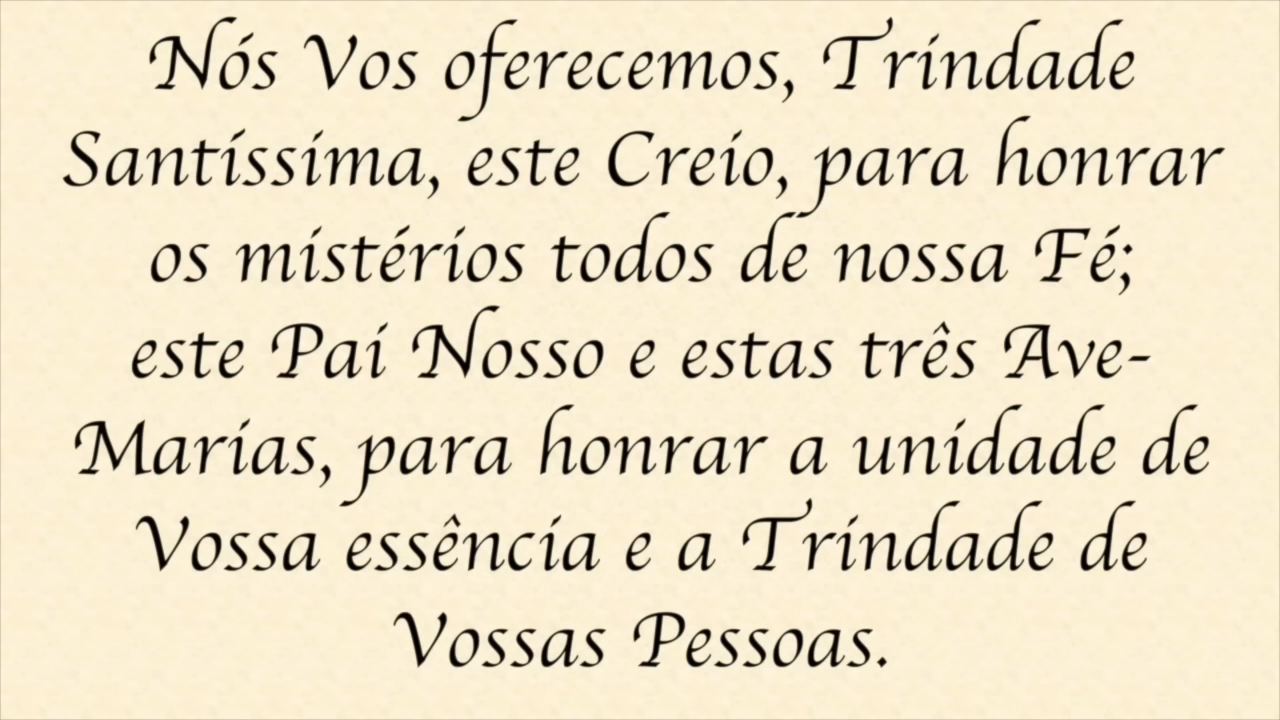 Nós Vos oferecemos, Trindade
Santíssima, este Creio, para honrar
os mistérios todos de nossa Fé;
este Pai Nosso e estas três Ave-
Marias, para honrar a unidade de
Vossa essência e a Trindade de
Vossas Pessoas.